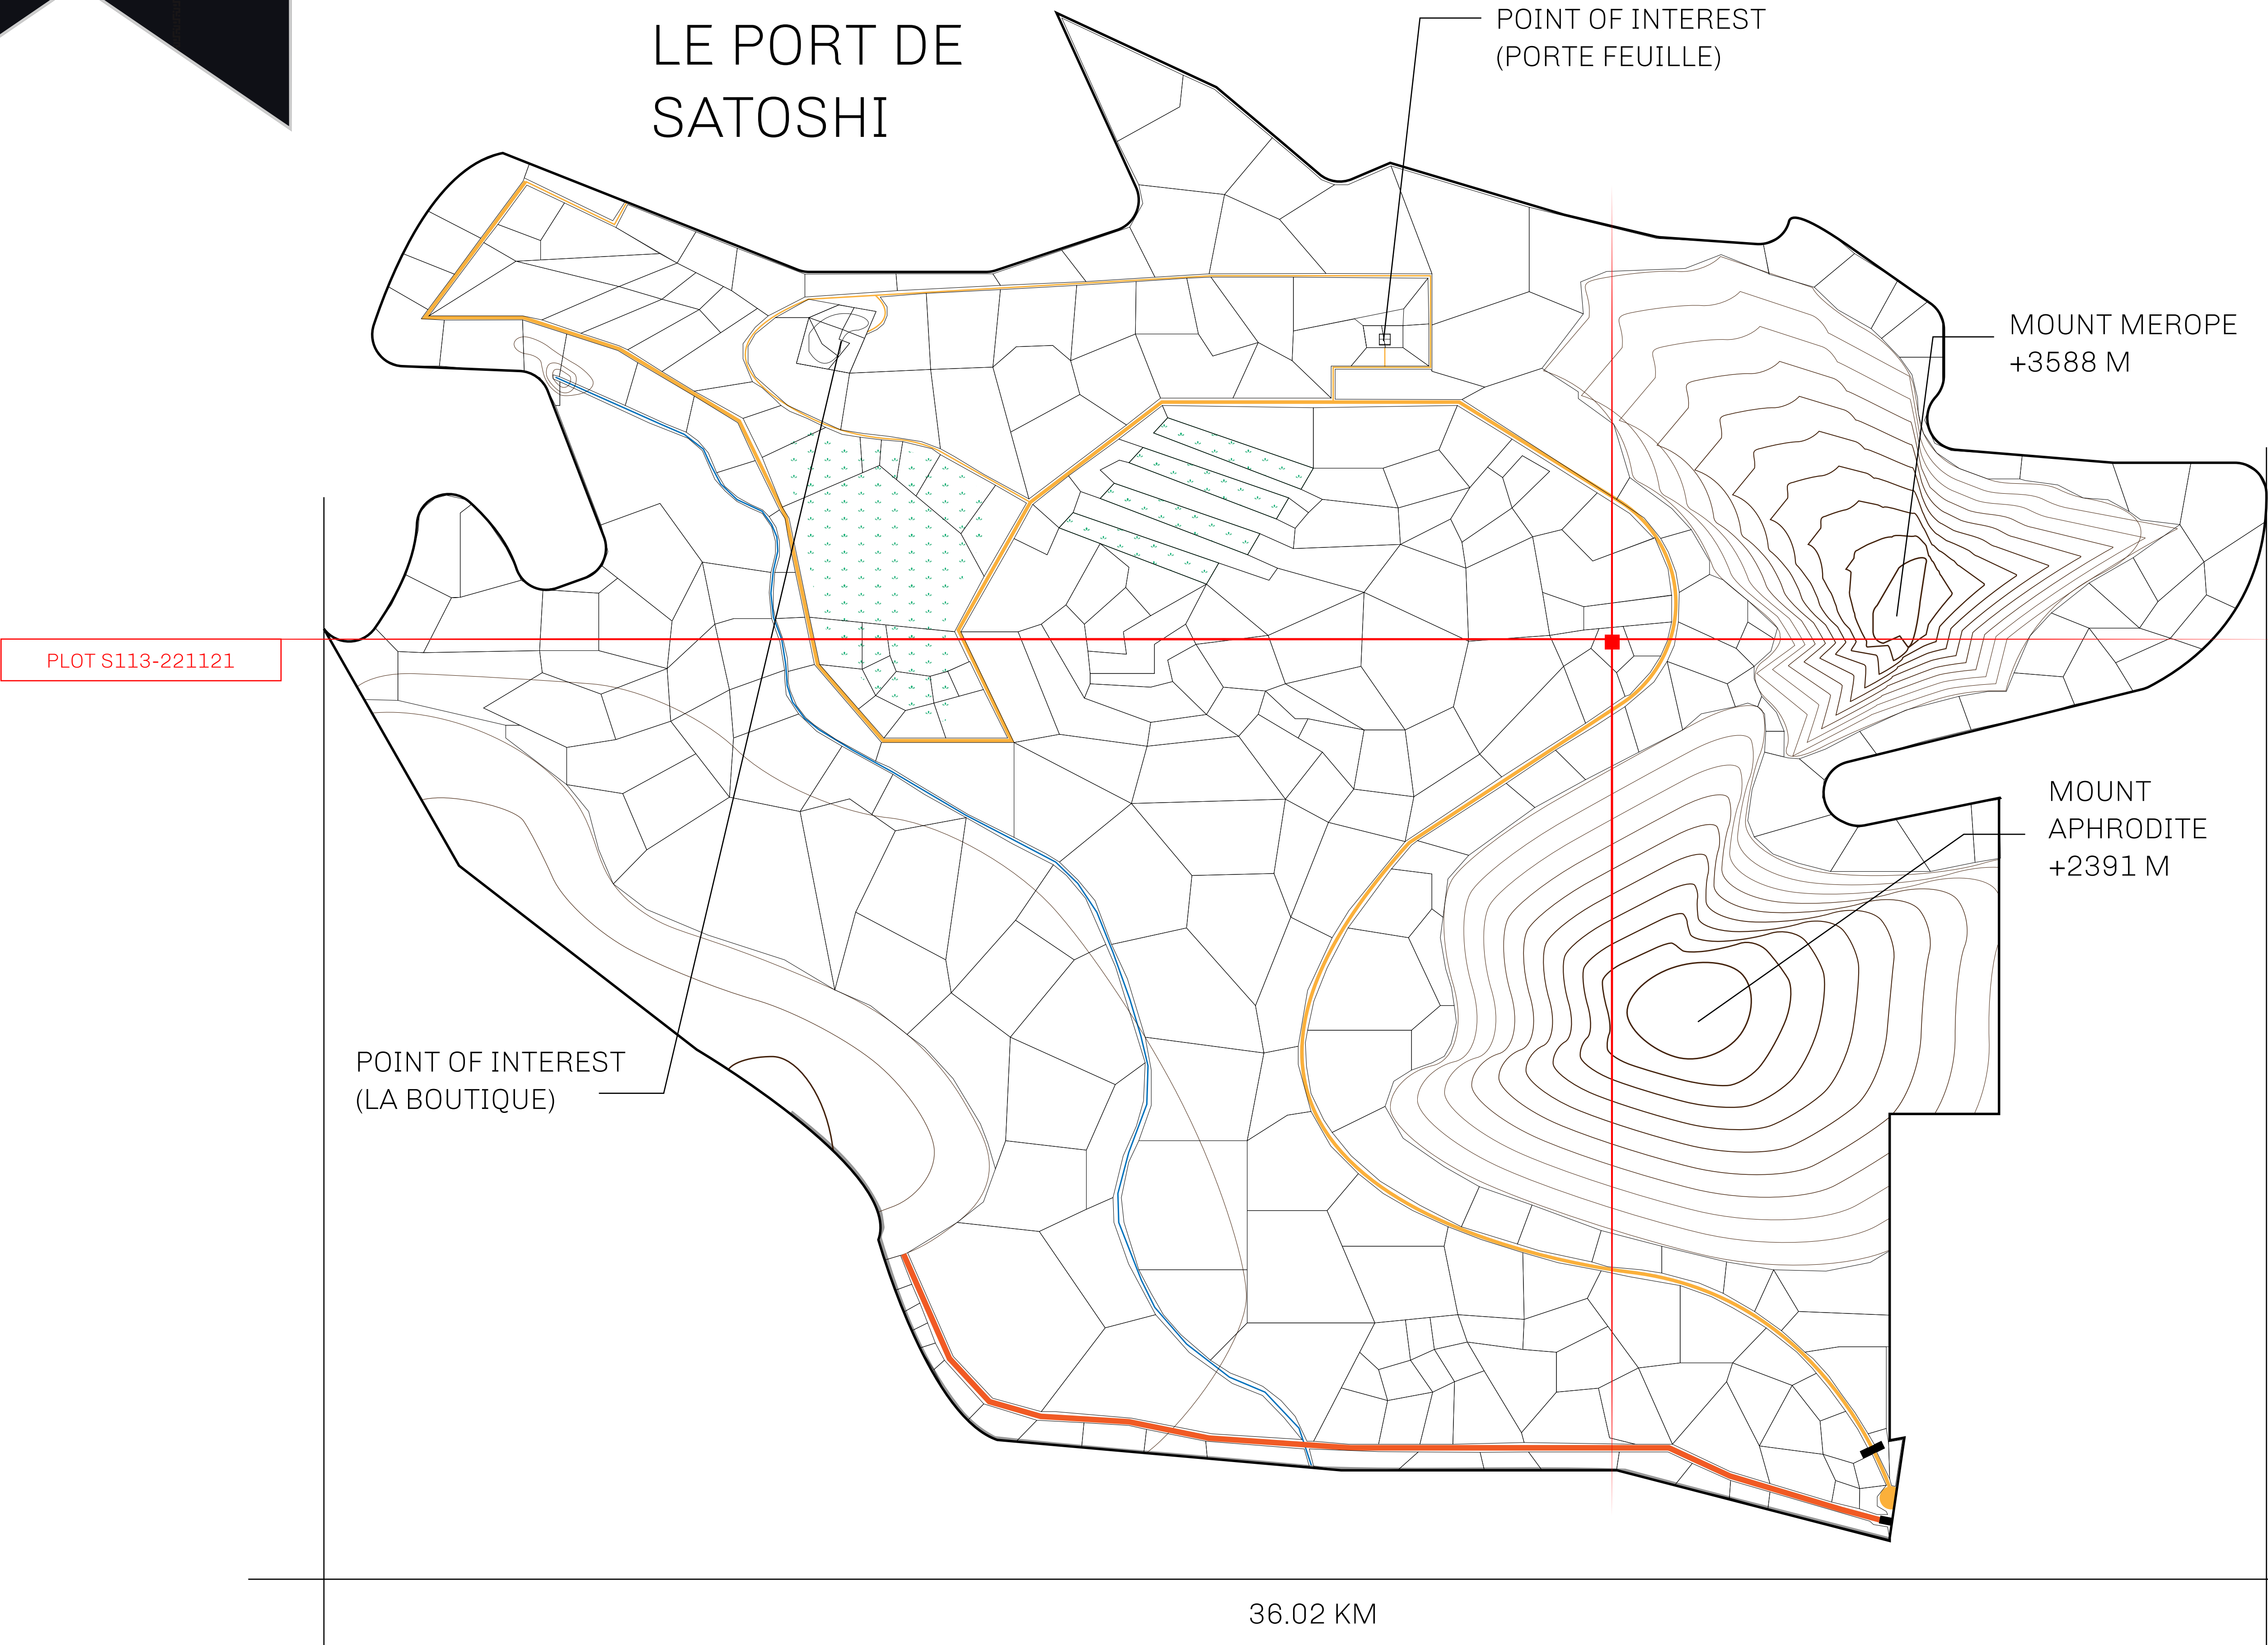 LE PORT DE
SATOSHI
POINT OF INTEREST
(PORTE FEUILLE)
MOUNT MEROPE
+3588 M
PLOT S113-221121
MOUNT
APHRODITE
+2391 M
POINT OF INTEREST
(LA BOUTIQUE)
36.02 KM